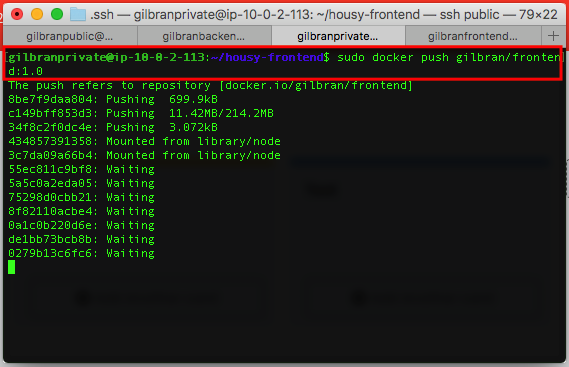 .ssh — gilbranprivate@ip-10-0-2-113: ~/housy-frontend — ssh public — 79×22
gilbranpublic@... gilbranbacken... gilbranprivate... gilbranfrontend...
gilbranprivate@ip-10-0-2-113:~/housy-frontend$ sudo docker push gilbran/fronten
d:1.0
The push refers to repository [docker.io/gilbran/frontend]
8be7f9daa804: Pushing 699.9kB
c149bff853d3: Pushing 11.42MB/214.2MB
34f8c2f0dc4e: Pushing 3.072kB
434857391358: Mounted from library/node
3c7da09a66b4: Mounted from library/node
55ec811c9bf8: Waiting
5a5c0a2eda05: Waiting
75298d0cbb21: Waiting
8f82110acbe4: Waiting
0a1c0b220d6e: Waiting
de1bb73bcb8b: Waiting
0279b13c6fc6: Waiting